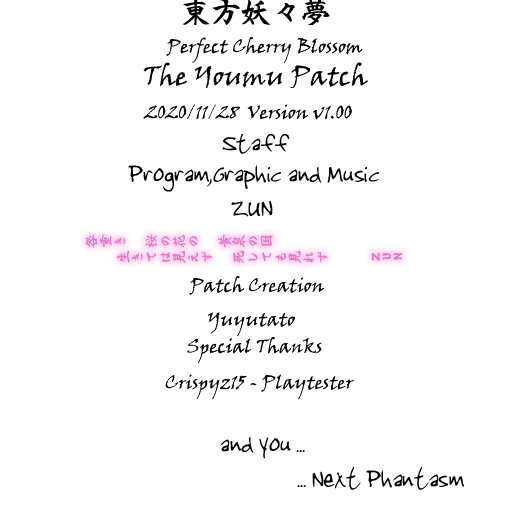 東方妖々夢
Perfect Cherry Blossom
The Youmu Patch
2020/11/28 Version v1.00
Staff
Program,Graphic and Music
ZUN
桜の花の 黄泉の国
生きては見えず 死しても見れず ZUN
Patch Creation
Yuyutato
Special Thanks
Crispyz15 - Playtester
and you ...
... Next Phantasm